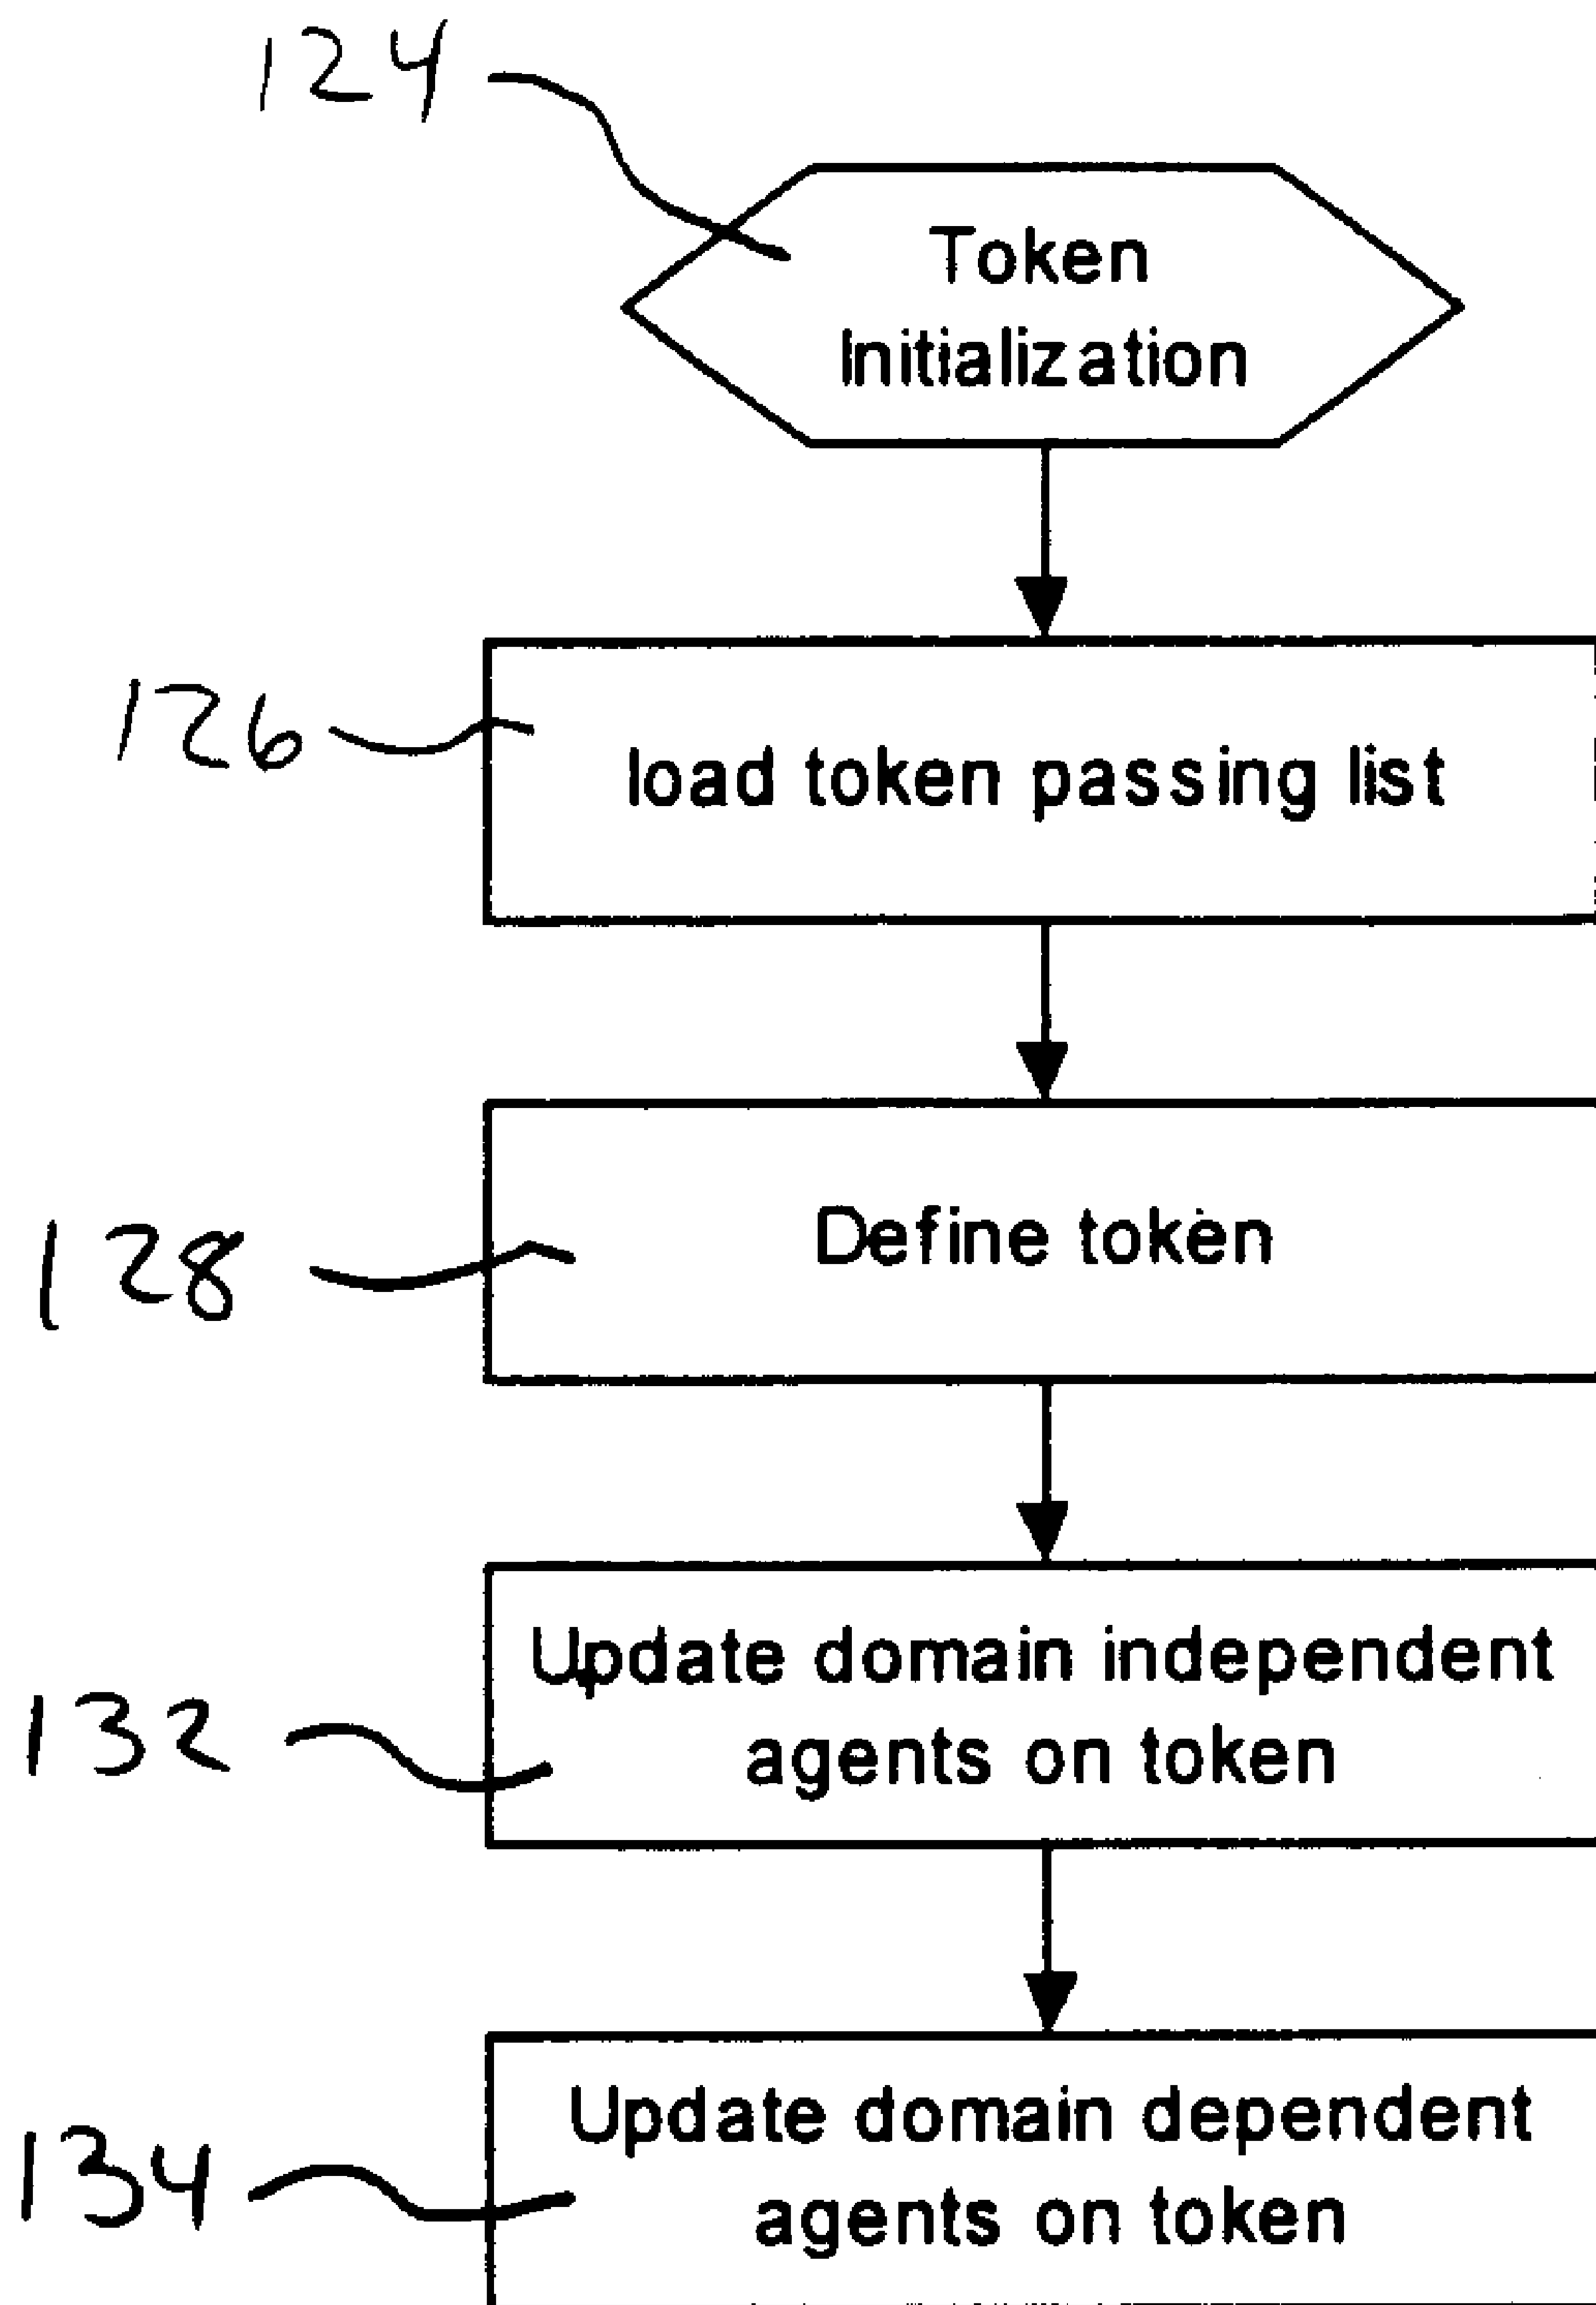 124
Token
Initialization
126
load token passing list
128
Define token
132
Update domain independent
agents on token
134
Update domain dependent
agents on token